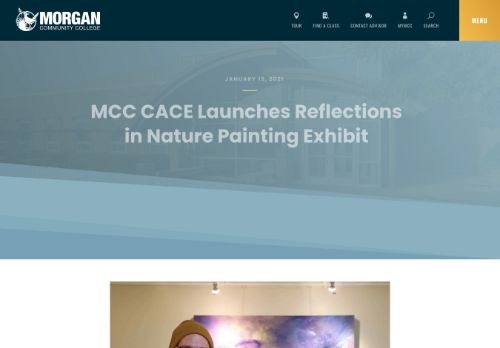 MORGAN
COMMUNITY COLLEGE
TOUR
FIND A CLASS
CONTACT ADVISOR
MYMCC
SEARCH
MENU
JANUARY 12, 2021
MCC CACE Launches Reflections
in Nature Painting Exhibit